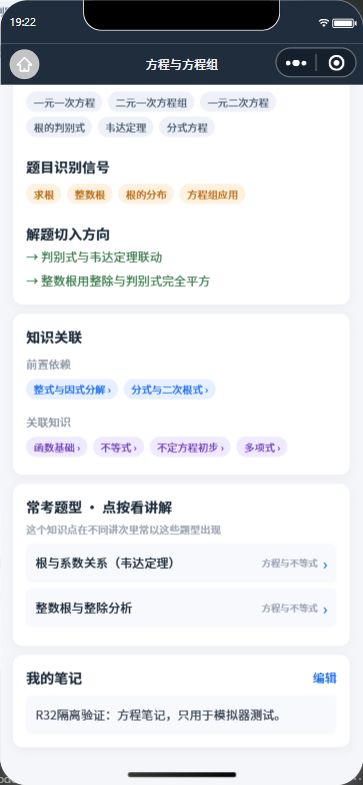 19:22
方程与方程组
一元一次方程 二元一次方程组 一元二次方程
根的判别式 韦达定理 分式方程
题目识别信号
求根 整数根 根的分布 方程组应用
解题切入方向
→ 判别式与韦达定理联动
→ 整数根用整除与判别式完全平方
知识关联
前置依赖
整式与因式分解 › 分式与二次根式 ›
关联知识
函数基础 › 不等式 › 不定方程初步 › 多项式 ›
常考题型 · 点按看讲解
这个知识点在不同讲次里常以这些题型出现
根与系数关系（韦达定理） 方程与不等式 ›
整数根与整除分析 方程与不等式 ›
我的笔记 编辑
R32隔离验证：方程笔记，只用于模拟器测试。